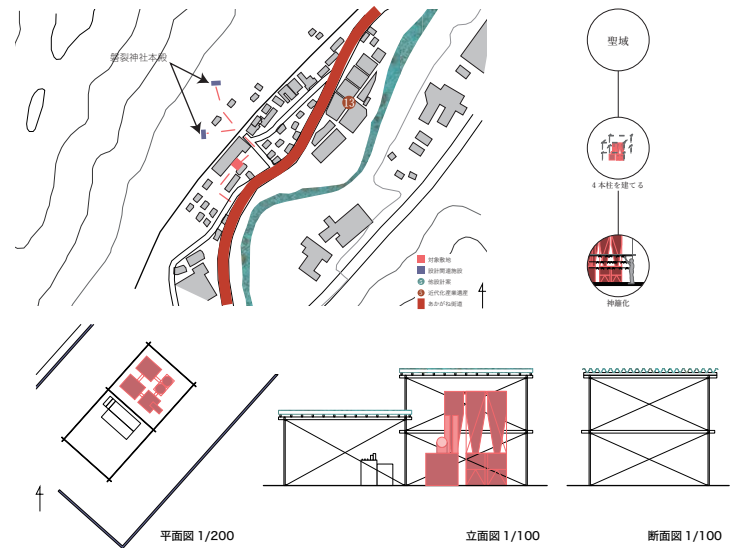 磐裂神社本殿
13
対象敷地
設計関連施設
他設計案
近代化産業遺産
あかがね街道
聖域
4本柱を建てる
神籬化
平面図 1/200
立面図 1/100
断面図 1/100